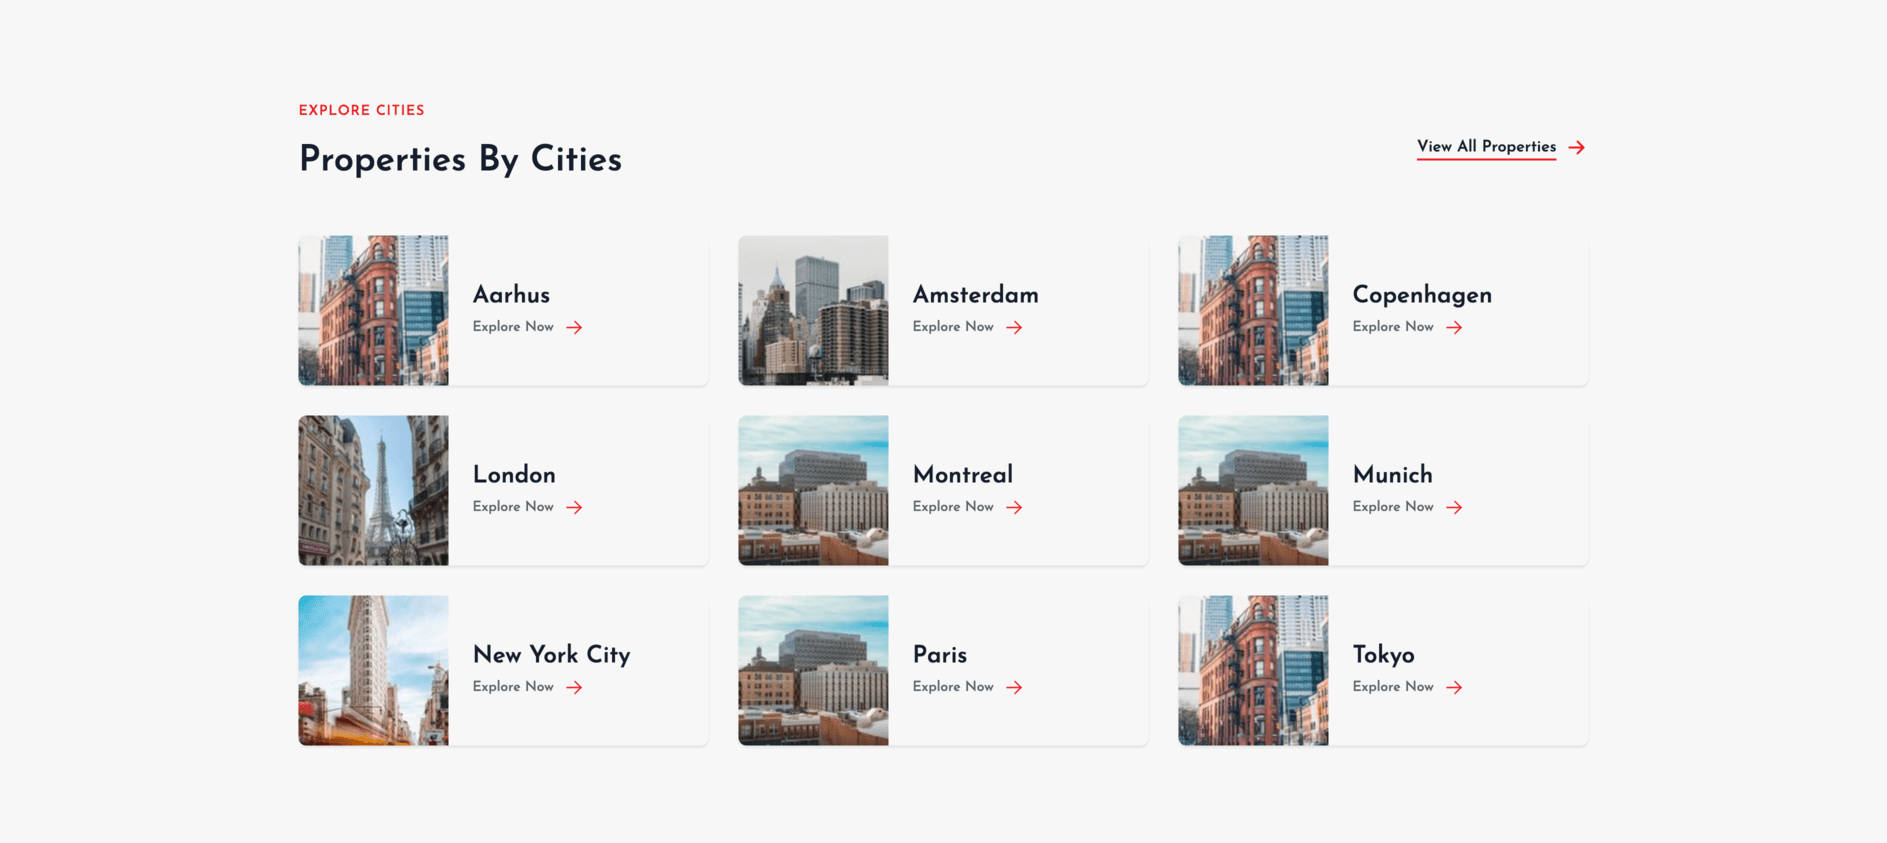 EXPLORE CITIES
Properties By Cities
View All Properties
Aarhus
Explore Now
Amsterdam
Explore Now
Copenhagen
Explore Now
London
Explore Now
Montreal
Explore Now
Munich
Explore Now
New York City
Explore Now
Paris
Explore Now
Tokyo
Explore Now